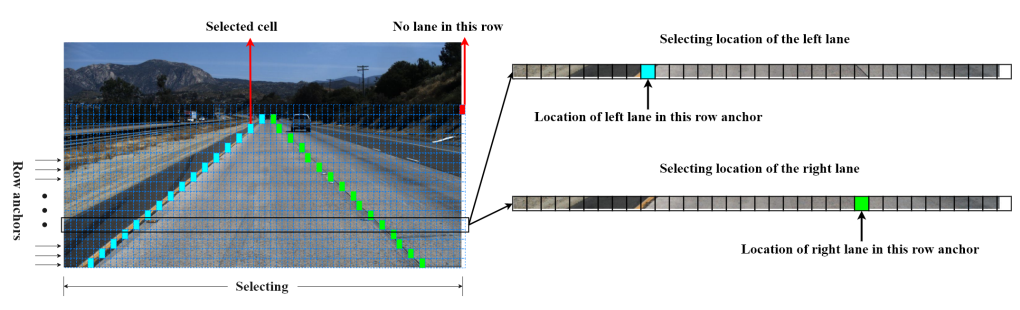 Selected cell
No lane in this row
Selecting location of the left lane
Location of left lane in this row anchor
Row anchors
Selecting location of the right lane
Location of right lane in this row anchor
Selecting